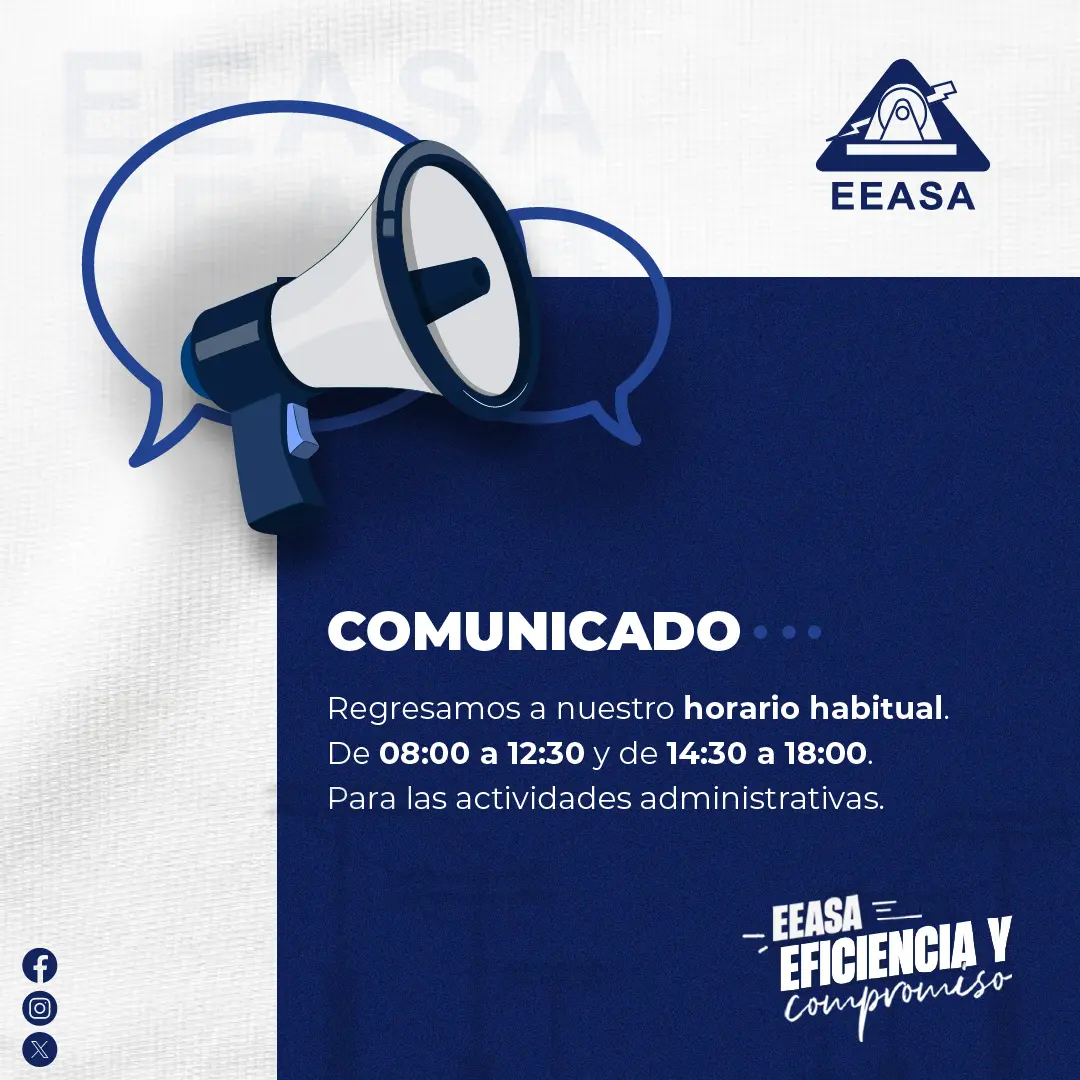 EEASA
EEASA
COMUNICADO
Regresamos a nuestro horario habitual.
De 08:00 a 12:30 y de 14:30 a 18:00.
Para las actividades administrativas.
EEASA
EFICIENCIA Y
compromiso